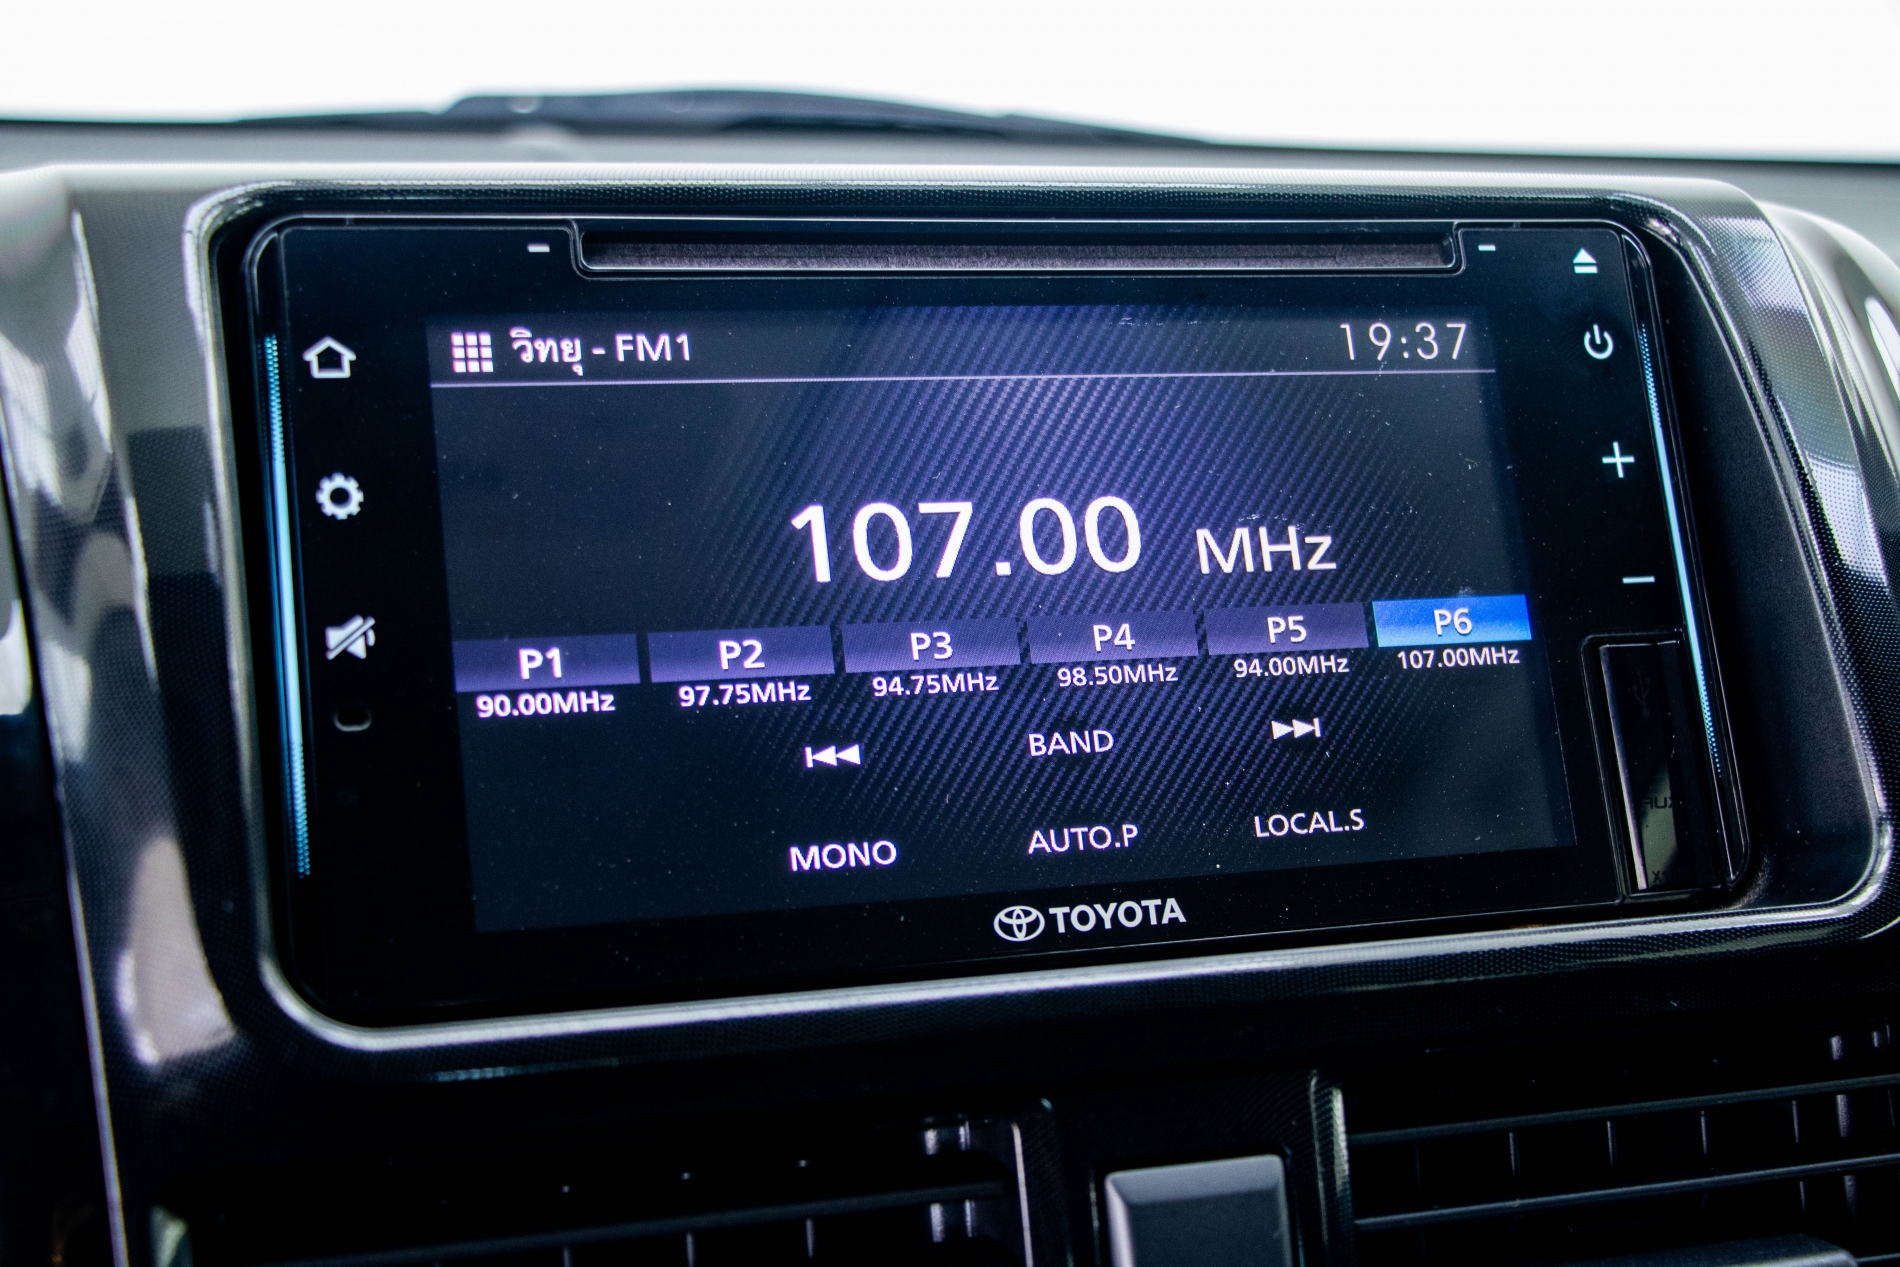 วิทยุ - FM1 19:37
107.00 MHz
P1 P2 P3 P4 P5 P6
90.00MHz 97.75MHz 94.75MHz 98.50MHz 94.00MHz 107.00MHz
BAND
MONO AUTO.P LOCAL.S
TOYOTA